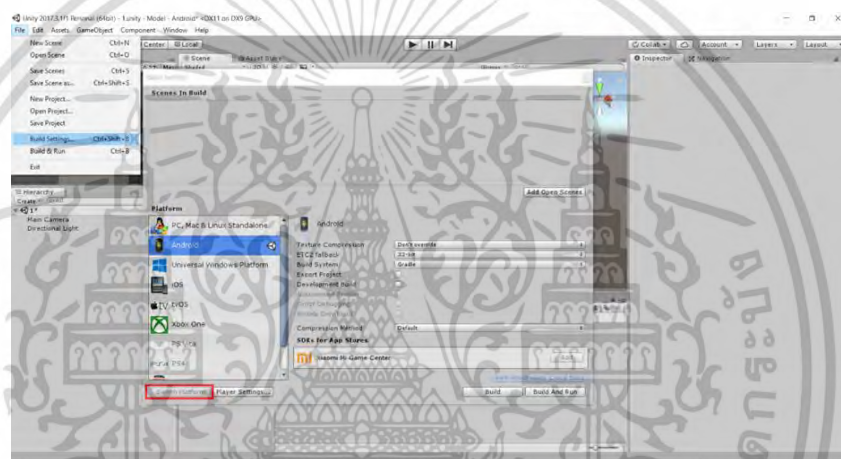 Unity 2017.3.1f1 Personal (64bit) - 1.unity - Model - Android* <DX11 on DX9 GPU>
File Edit Assets GameObject Component Window Help
New Scene Ctrl+N
Open Scene Ctrl+O
Save Scenes Ctrl+S
Save Scene as... Ctrl+Shift+S
New Project...
Open Project...
Save Project
Build Settings... Ctrl+Shift+B
Build & Run Ctrl+B
Exit
Center Local
Collab Account Layers Layout
Scene Asset Store
Inspector Navigation
Scenes In Build
Add Open Scenes
Hierarchy
Create
1*
Main Camera
Directional Light
Platform
PC, Mac & Linux Standalone
Android
Universal Windows Platform
iOS
tvOS
Xbox One
PS Vita
PS4
Android
Texture Compression Don't override
ETC2 fallback 32-bit
Build System Gradle
Export Project
Development Build
Script Debugging
Compression Method Default
SDKs for App Stores
Xiaomi Mi Game Center
Switch Platform Player Settings...
Build Build And Run